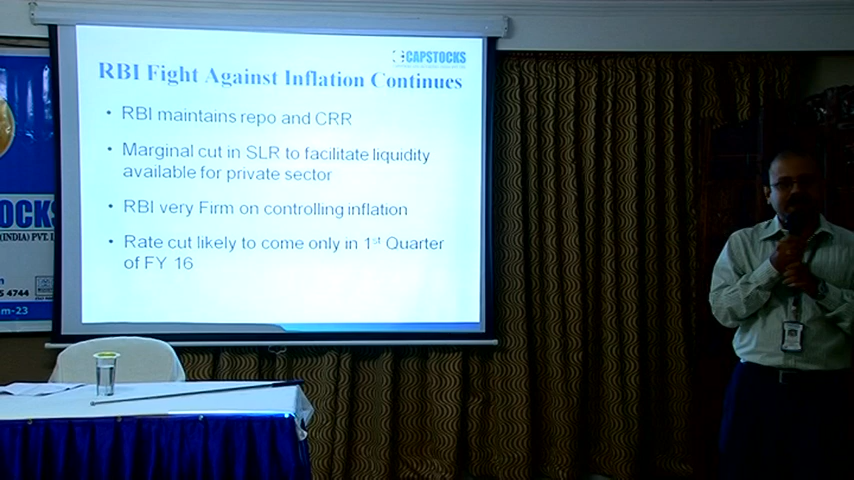 CAPSTOCKS
RBI Fight Against Inflation Continues
• RBI maintains repo and CRR
• Marginal cut in SLR to facilitate liquidity
available for private sector
• RBI very Firm on controlling inflation
• Rate cut likely to come only in 1st Quarter
of FY 16
OCKS
(INDIA) PVT.
5 4744
m-23